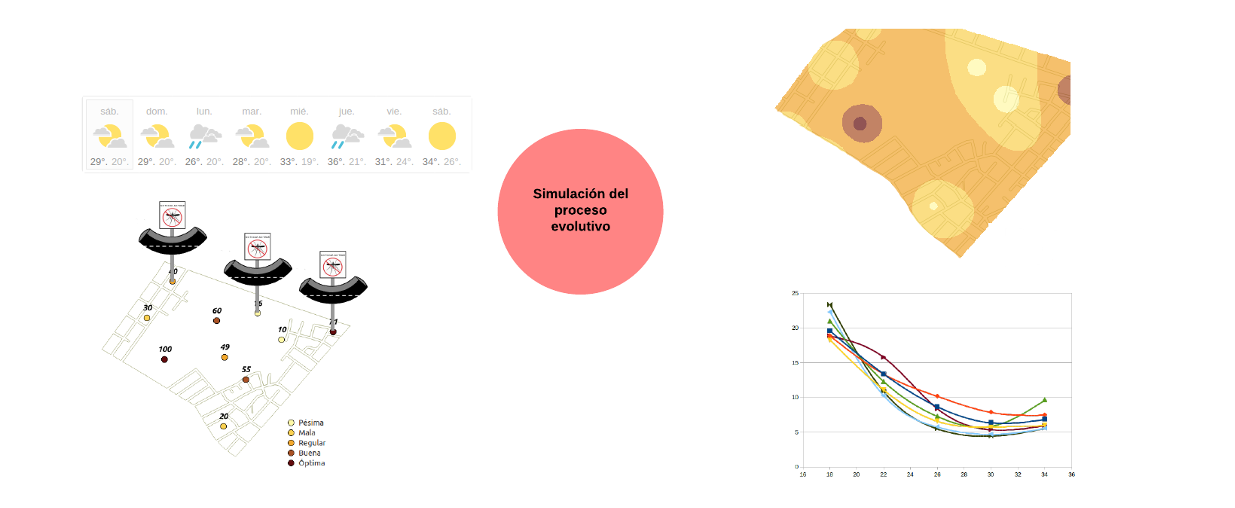 sáb. dom. lun. mar. mié. jue. vie. sáb.
29°. 20°. 29°. 20°. 26°. 20°. 28°. 20°. 33°. 19°. 36°. 21°. 31°. 24°. 34°. 26°.
Simulación del
proceso
evolutivo
40
16
71
30
60
10
100
49
55
20
Pésima
Mala
Regular
Buena
Óptima
25
20
15
10
5
0
16 18 20 22 24 26 28 30 32 34 36